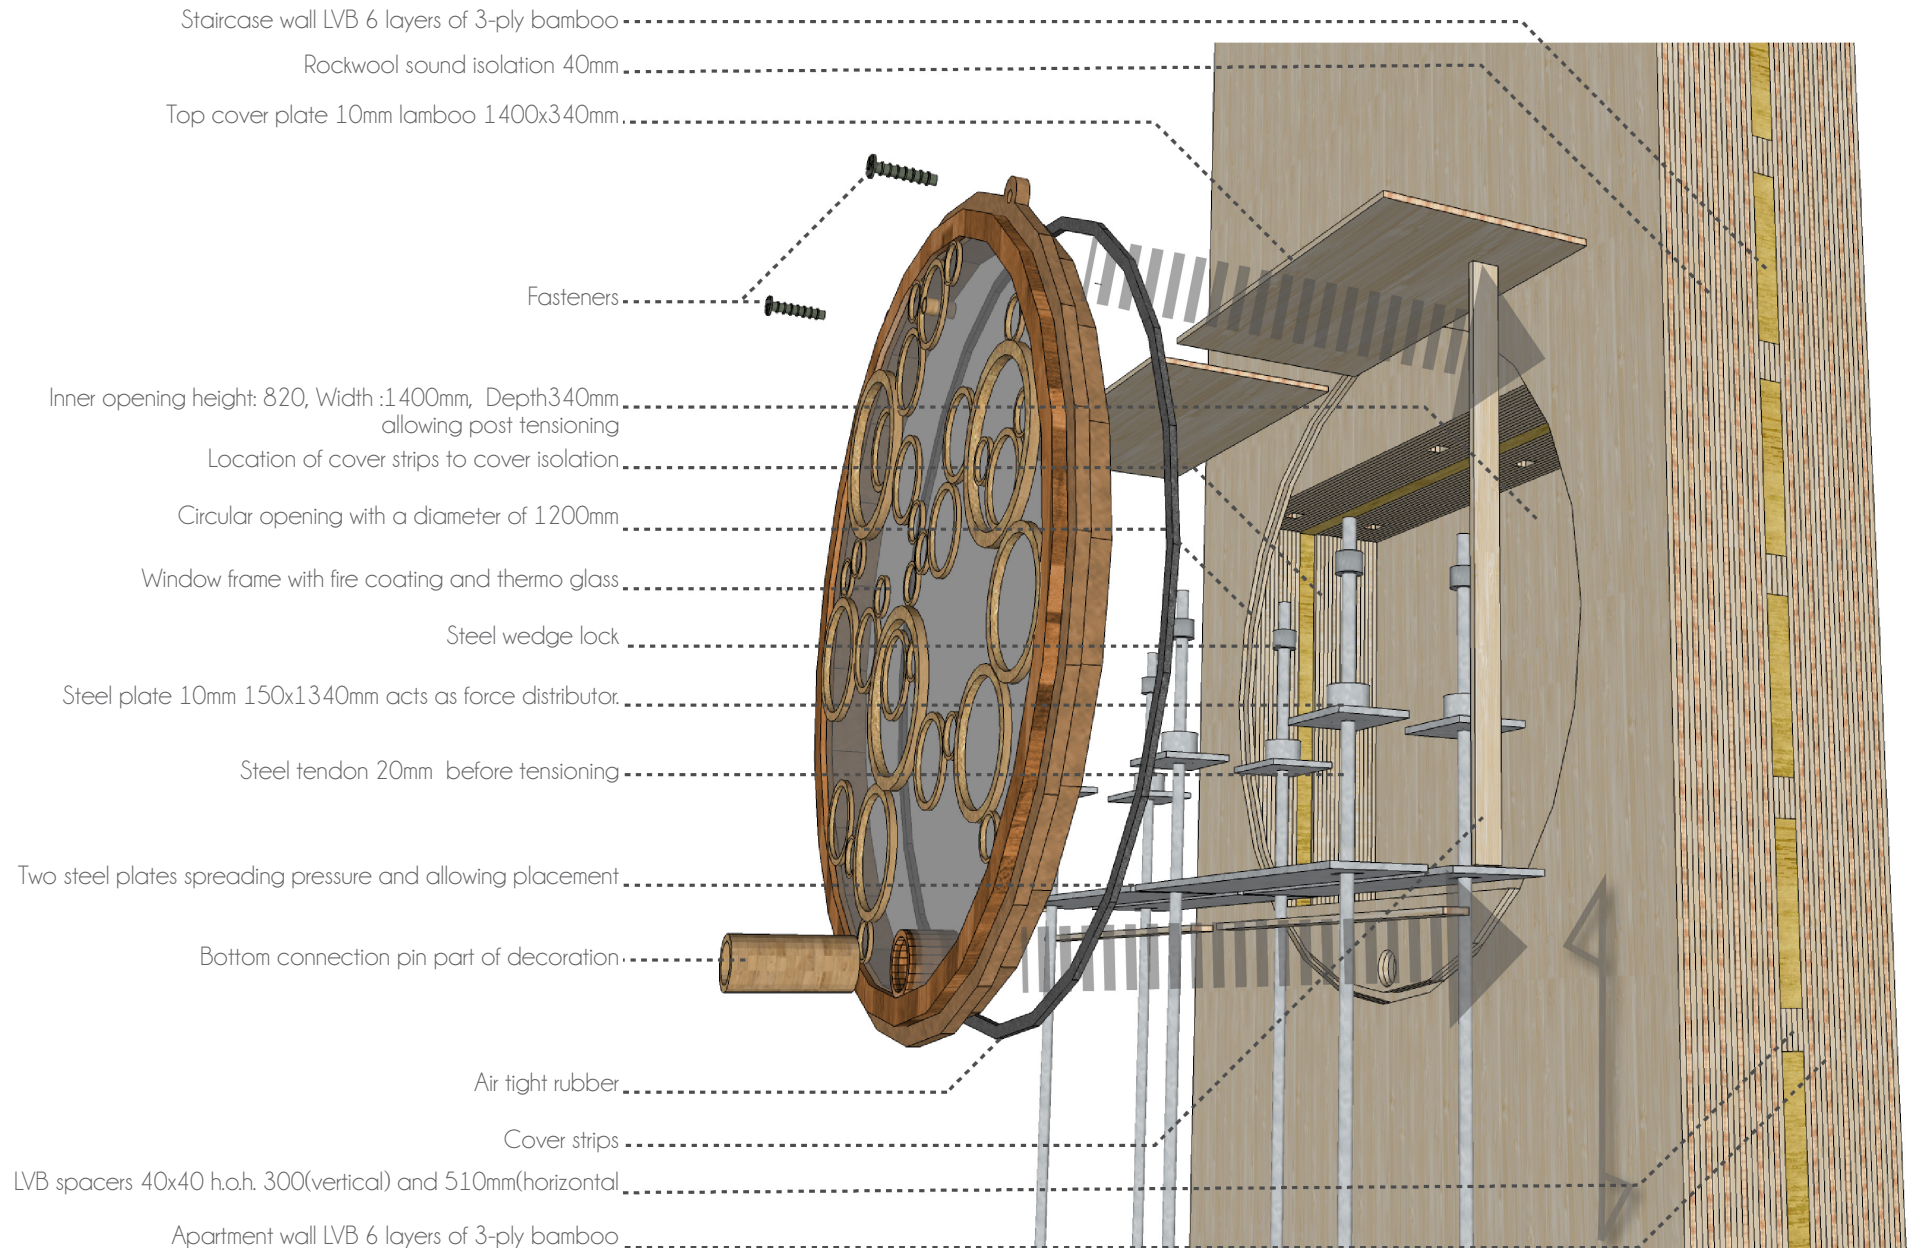 Staircase wall LVB 6 layers of 3-ply bamboo
Rockwool sound isolation 40mm
Top cover plate 10mm lamboo 1400x340mm
Fasteners
Inner opening height: 820, Width :1400mm, Depth340mm
allowing post tensioning
Location of cover strips to cover isolation
Circular opening with a diameter of 1200mm
Window frame with fire coating and thermo glass
Steel wedge lock
Steel plate 10mm 150x1340mm acts as force distributor.
Steel tendon 20mm before tensioning
Two steel plates spreading pressure and allowing placement
Bottom connection pin part of decoration
Air tight rubber
Cover strips
LVB spacers 40x40 h.o.h. 300(vertical) and 510mm(horizontal
Apartment wall LVB 6 layers of 3-ply bamboo